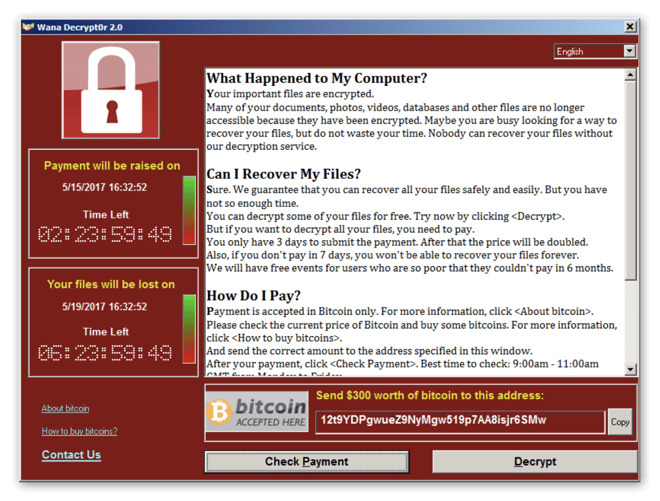 Wana Decrypt0r 2.0
English
Payment will be raised on
5/15/2017 16:32:52
Time Left
02:23:59:49
Your files will be lost on
5/19/2017 16:32:52
Time Left
06:23:59:49
About bitcoin
How to buy bitcoins?
Contact Us
What Happened to My Computer?
Your important files are encrypted.
Many of your documents, photos, videos, databases and other files are no longer
accessible because they have been encrypted. Maybe you are busy looking for a way to
recover your files, but do not waste your time. Nobody can recover your files without
our decryption service.
Can I Recover My Files?
Sure. We guarantee that you can recover all your files safely and easily. But you have
not so enough time.
You can decrypt some of your files for free. Try now by clicking <Decrypt>.
But if you want to decrypt all your files, you need to pay.
You only have 3 days to submit the payment. After that the price will be doubled.
Also, if you don't pay in 7 days, you won't be able to recover your files forever.
We will have free events for users who are so poor that they couldn't pay in 6 months.
How Do I Pay?
Payment is accepted in Bitcoin only. For more information, click <About bitcoin>.
Please check the current price of Bitcoin and buy some bitcoins. For more information,
click <How to buy bitcoins>.
And send the correct amount to the address specified in this window.
After your payment, click <Check Payment>. Best time to check: 9:00am - 11:00am
GMT from Monday to Friday.
bitcoin
ACCEPTED HERE
Send $300 worth of bitcoin to this address:
12t9YDPgwueZ9NyMgw519p7AA8isjr6SMw
Copy
Check Payment
Decrypt